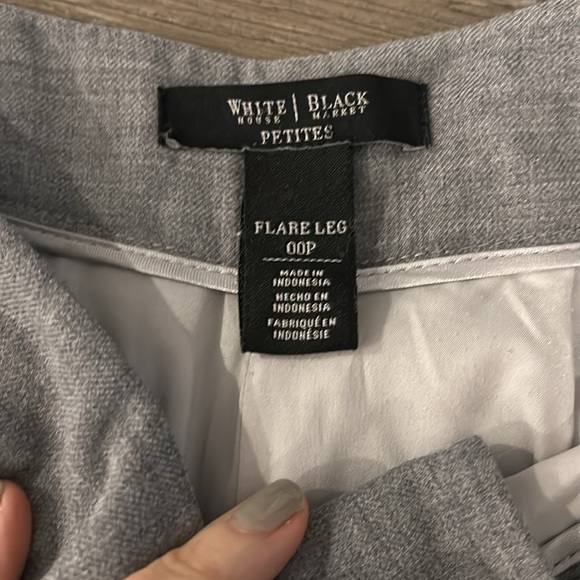 WHITE | BLACK
HOUSE MARKET
PETITES
FLARE LEG
00P
MADE IN
INDONESIA
HECHO EN
INDONESIA
FABRIQUÉ EN
INDONÉSIE